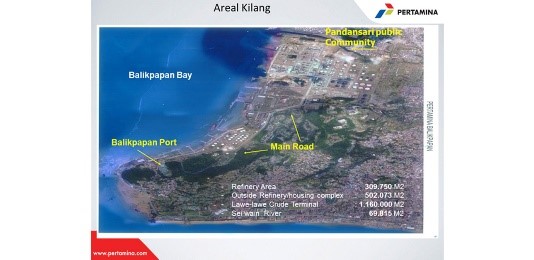 Areal Kilang
PERTAMINA
Pandansari public
Community
Balikpapan Bay
PERTAMINA BALIKPAPAN
Balikpapan Port
Main Road
Refinery Area 309.750 M2
Outside Refinery/housing complex 502.073 M2
Lawe-lawe Crude Terminal 1.160.000 M2
Sei wain River 69.815 M2
www.pertamina.com